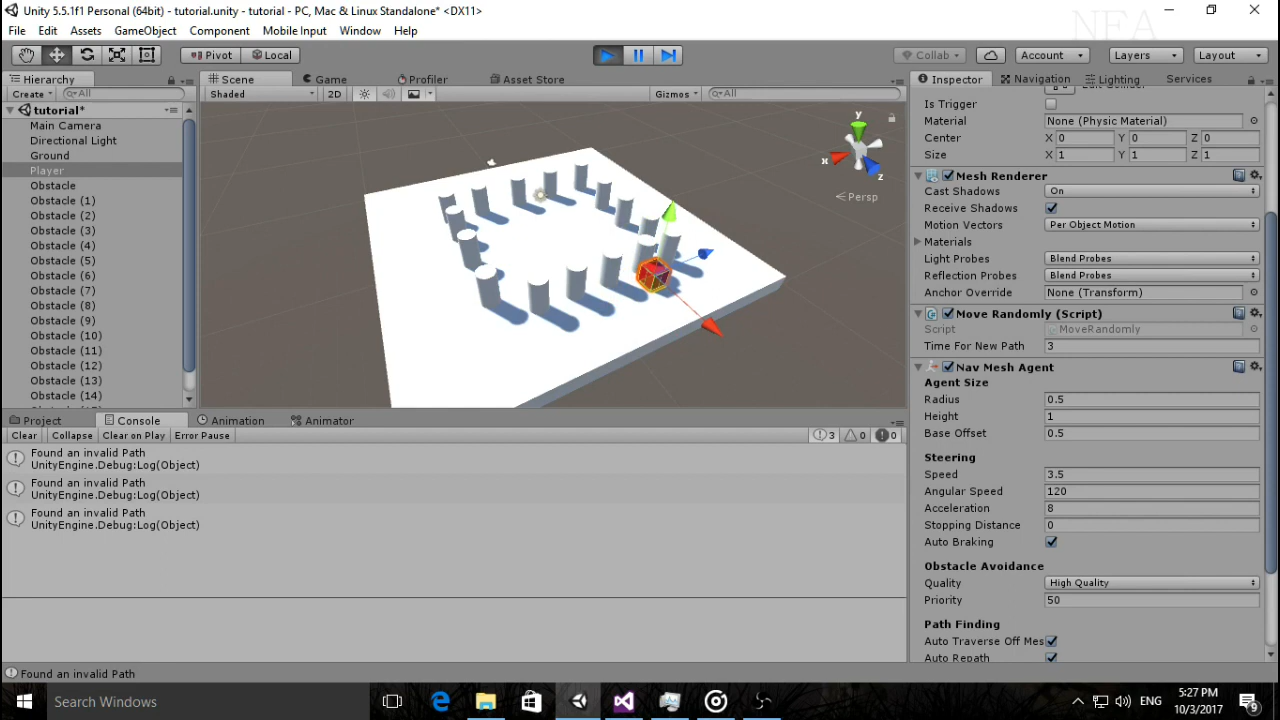 Unity 5.5.1f1 Personal (64bit) - tutorial.unity - tutorial - PC, Mac & Linux Standalone* <DX11>
NFA
File Edit Assets GameObject Component Mobile Input Window Help
Pivot Local Collab Account Layers Layout
Hierarchy Scene Game Profiler Asset Store Inspector Navigation Lighting Services
Create All Shaded 2D Gizmos All
tutorial*
Main Camera
Directional Light
Ground
Player
Obstacle
Obstacle (1)
Obstacle (2)
Obstacle (3)
Obstacle (4)
Obstacle (5)
Obstacle (6)
Obstacle (7)
Obstacle (8)
Obstacle (9)
Obstacle (10)
Obstacle (11)
Obstacle (12)
Obstacle (13)
Obstacle (14)
y
x
z
Persp
Edit Collider
Is Trigger
Material None (Physic Material)
Center X 0 Y 0 Z 0
Size X 1 Y 1 Z 1
Mesh Renderer
Cast Shadows On
Receive Shadows
Motion Vectors Per Object Motion
Materials
Light Probes Blend Probes
Reflection Probes Blend Probes
Anchor Override None (Transform)
Move Randomly (Script)
Script MoveRandomly
Time For New Path 3
Nav Mesh Agent
Agent Size
Radius 0.5
Height 1
Base Offset 0.5
Steering
Speed 3.5
Angular Speed 120
Acceleration 8
Stopping Distance 0
Auto Braking
Obstacle Avoidance
Quality High Quality
Priority 50
Path Finding
Auto Traverse Off Mes
Auto Repath
Project Console Animation Animator
Clear Collapse Clear on Play Error Pause 3 0 0
Found an invalid Path
UnityEngine.Debug:Log(Object)
Found an invalid Path
UnityEngine.Debug:Log(Object)
Found an invalid Path
UnityEngine.Debug:Log(Object)
Found an invalid Path
Search Windows
ENG
5:27 PM
10/3/2017
9